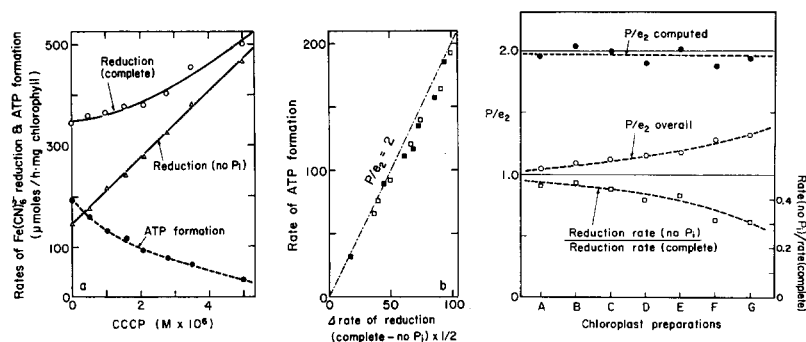 Rates of Fe(CN)₆³⁻ reduction & ATP formation
(μmoles / h·mg chlorophyll)
500
300
100
0
Reduction
(complete)
Reduction (no Pi)
ATP formation
a
0 2 4
CCCP (M x 10⁶)
Rate of ATP formation
200
100
0
P/e₂ = 2
b
0 50 100
Δ rate of reduction
(complete – no Pi) x 1/2
P/e₂
2.0
1.0
0
P/e₂ computed
P/e₂ overall
Reduction rate (no Pi)
Reduction rate (complete)
A B C D E F G
Chloroplast preparations
0.4
0.2
0
Rate(no Pi)/rate(complete)